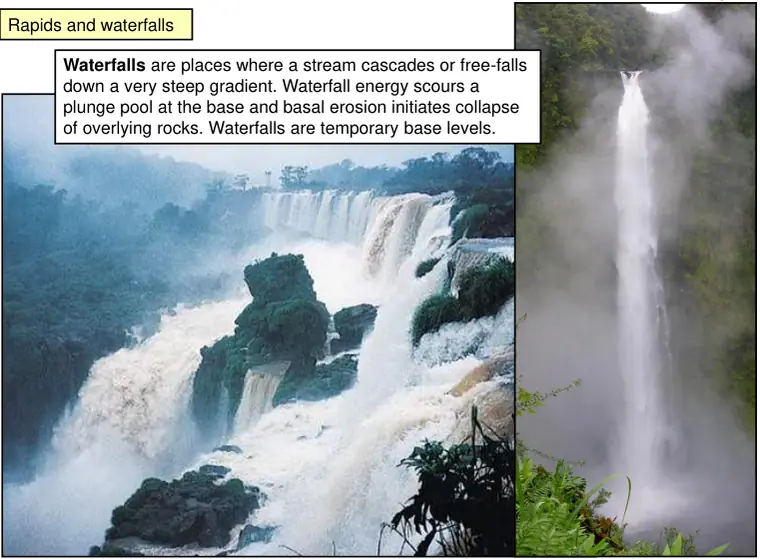 Rapids and waterfalls
Waterfalls are places where a stream cascades or free-falls
down a very steep gradient. Waterfall energy scours a
plunge pool at the base and basal erosion initiates collapse
of overlying rocks. Waterfalls are temporary base levels.